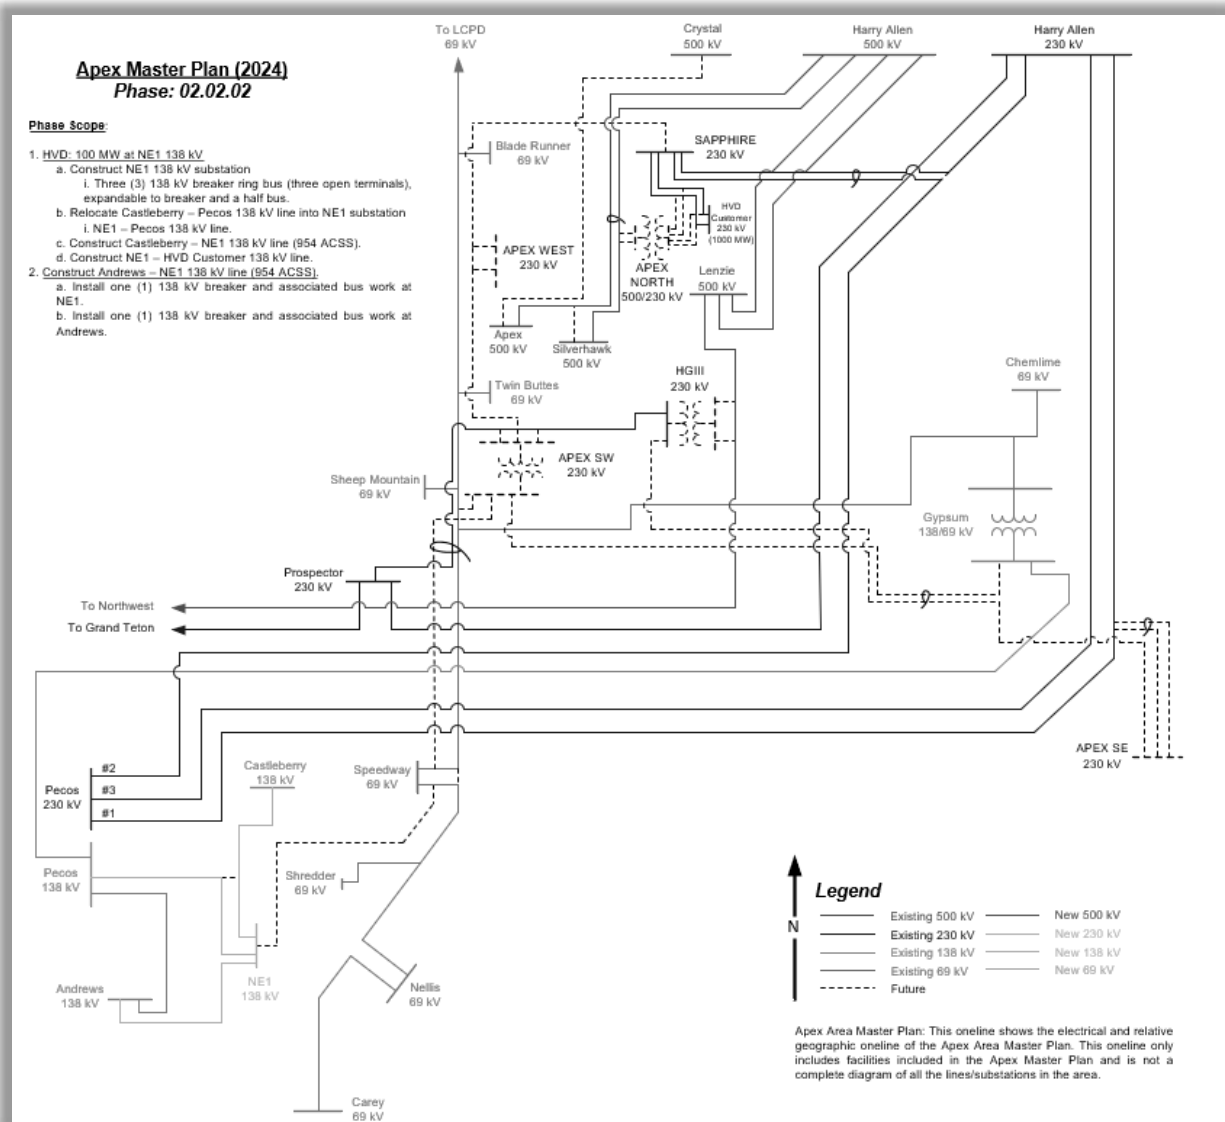 Apex Master Plan (2024)
Phase: 02.02.02
Phase Scope:
1. HVD: 100 MW at NE1 138 kV
a. Construct NE1 138 kV substation
i. Three (3) 138 kV breaker ring bus (three open terminals),
expandable to breaker and a half bus.
b. Relocate Castleberry – Pecos 138 kV line into NE1 substation
i. NE1 – Pecos 138 kV line.
c. Construct Castleberry – NE1 138 kV line (954 ACSS).
d. Construct NE1 – HVD Customer 138 kV line.
2. Construct Andrews – NE1 138 kV line (954 ACSS).
a. Install one (1) 138 kV breaker and associated bus work at
NE1.
b. Install one (1) 138 kV breaker and associated bus work at
Andrews.
To LCPD
69 kV
Crystal
500 kV
Harry Allen
500 kV
Harry Allen
230 kV
Blade Runner
69 kV
SAPPHIRE
230 kV
HVD
Customer
230 kV
(1000 MW)
APEX WEST
230 kV
APEX
NORTH
500/230 kV
Lenzie
500 kV
Apex
500 kV
Silverhawk
500 kV
Twin Buttes
69 kV
HGIII
230 kV
Chemlime
69 kV
APEX SW
230 kV
Sheep Mountain
69 kV
Gypsum
138/69 kV
Prospector
230 kV
To Northwest
To Grand Teton
APEX SE
230 kV
Pecos
230 kV
#2
#3
#1
Castleberry
138 kV
Speedway
69 kV
Pecos
138 kV
Shredder
69 kV
Andrews
138 kV
NE1
138 kV
Nellis
69 kV
Carey
69 kV
N
Legend
Existing 500 kV
New 500 kV
Existing 230 kV
New 230 kV
Existing 138 kV
New 138 kV
Existing 69 kV
New 69 kV
Future
Apex Area Master Plan: This oneline shows the electrical and relative
geographic oneline of the Apex Area Master Plan. This oneline only
includes facilities included in the Apex Master Plan and is not a
complete diagram of all the lines/substations in the area.